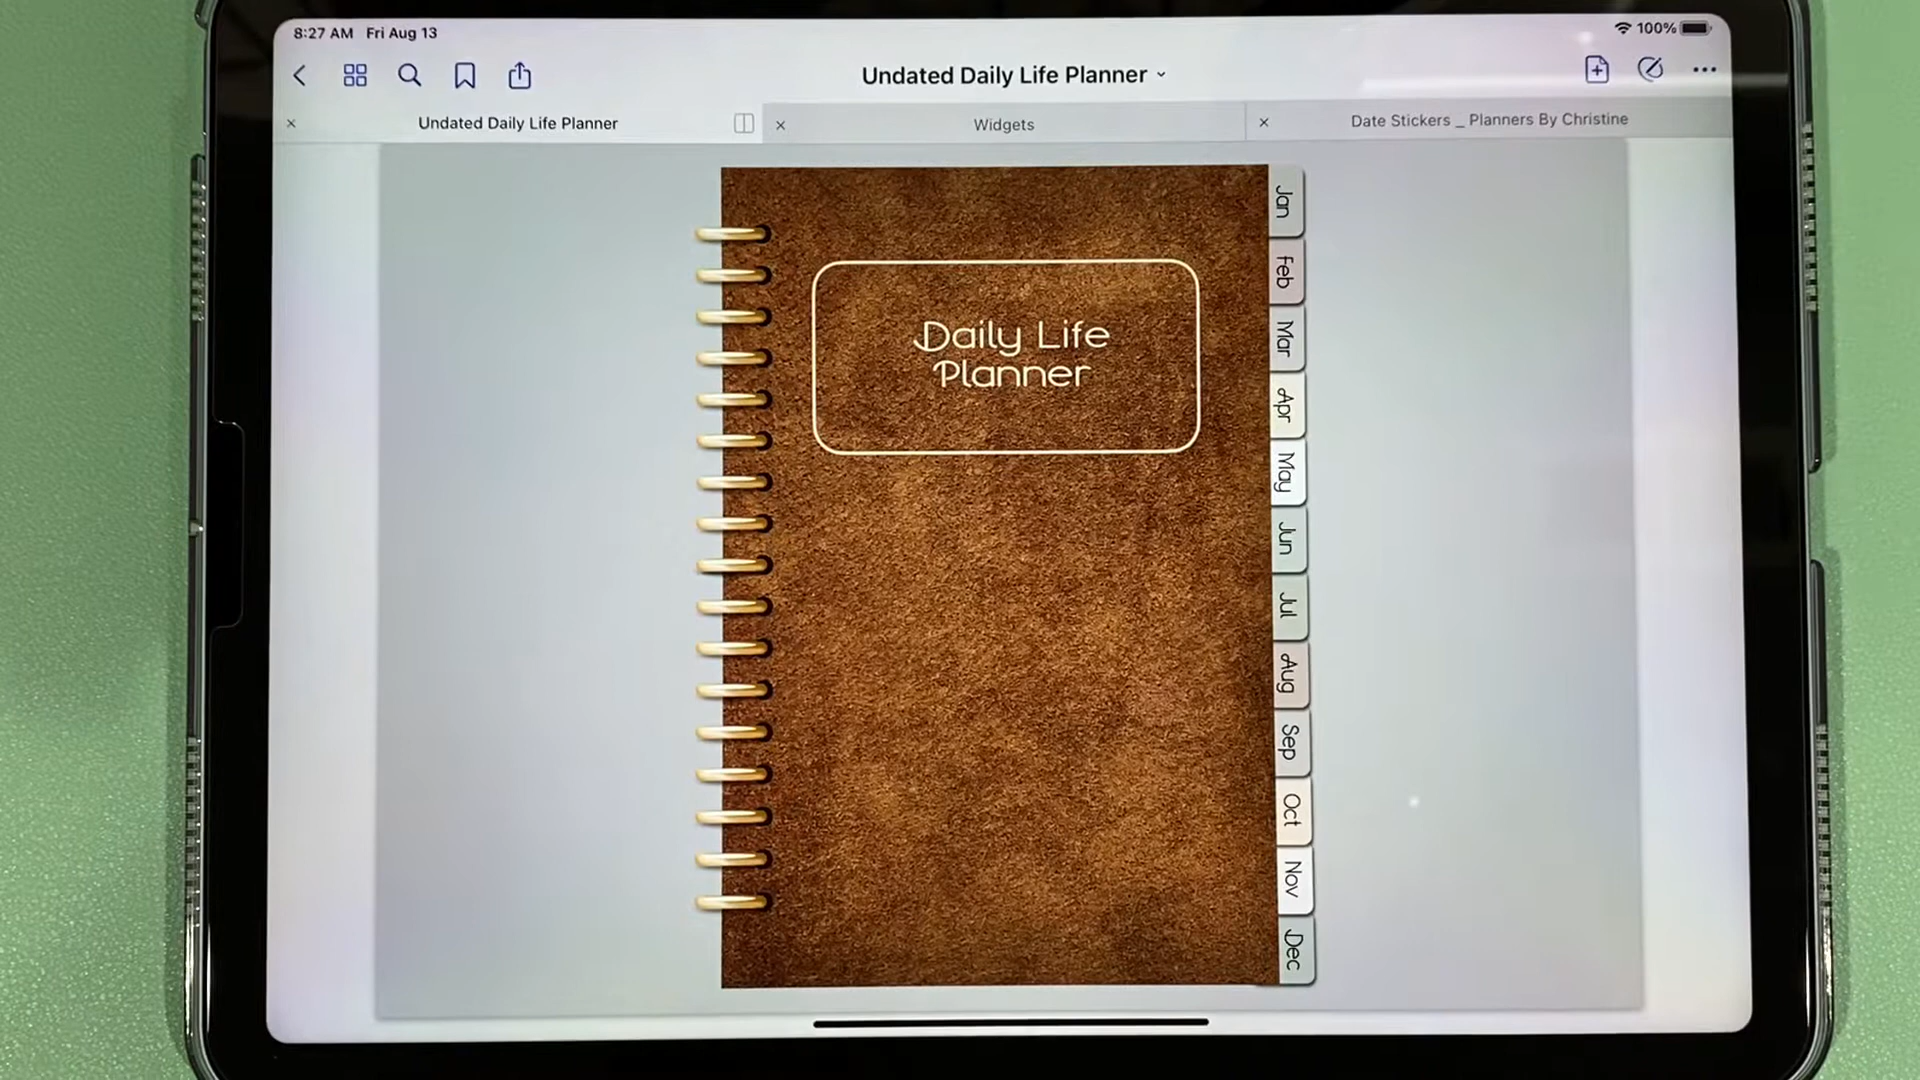 8:27 AM Fri Aug 13
100%
Undated Daily Life Planner
Undated Daily Life Planner
Widgets
Date Stickers _ Planners By Christine
Daily Life
Planner
Jan
Feb
Mar
Apr
May
Jun
Jul
Aug
Sep
Oct
Nov
Dec